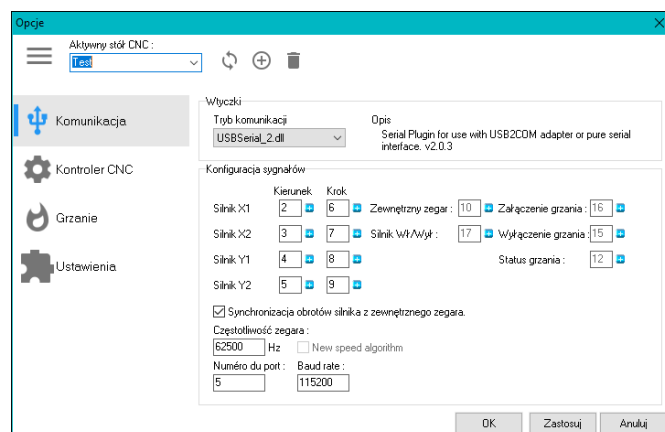 Opcje
Aktywny stół CNC :
Test
Komunikacja
Kontroler CNC
Grzanie
Ustawienia
Wtyczki
Tryb komunikacji
USBSerial_2.dll
Opis
Serial Plugin for use with USB2COM adapter or pure serial
interface. v2.0.3
Konfiguracja sygnałów
Kierunek Krok
Silnik X1 2 6 Zewnętrzny zegar : 10 Załączenie grzania : 16
Silnik X2 3 7 Silnik Wł/Wył : 17 Wyłączenie grzania : 15
Silnik Y1 4 8 Status grzania : 12
Silnik Y2 5 9
Synchronizacja obrotów silnika z zewnętrznego zegara.
Częstotliwość zegara :
62500 Hz New speed algorithm
Numéro du port : Baud rate :
5 115200
OK Zastosuj Anuluj